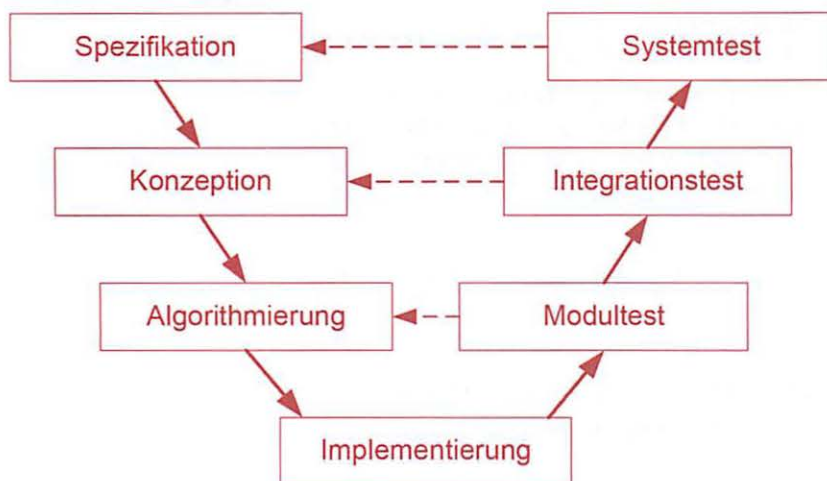 Spezifikation
Systemtest
Konzeption
Integrationstest
Algorithmierung
Modultest
Implementierung